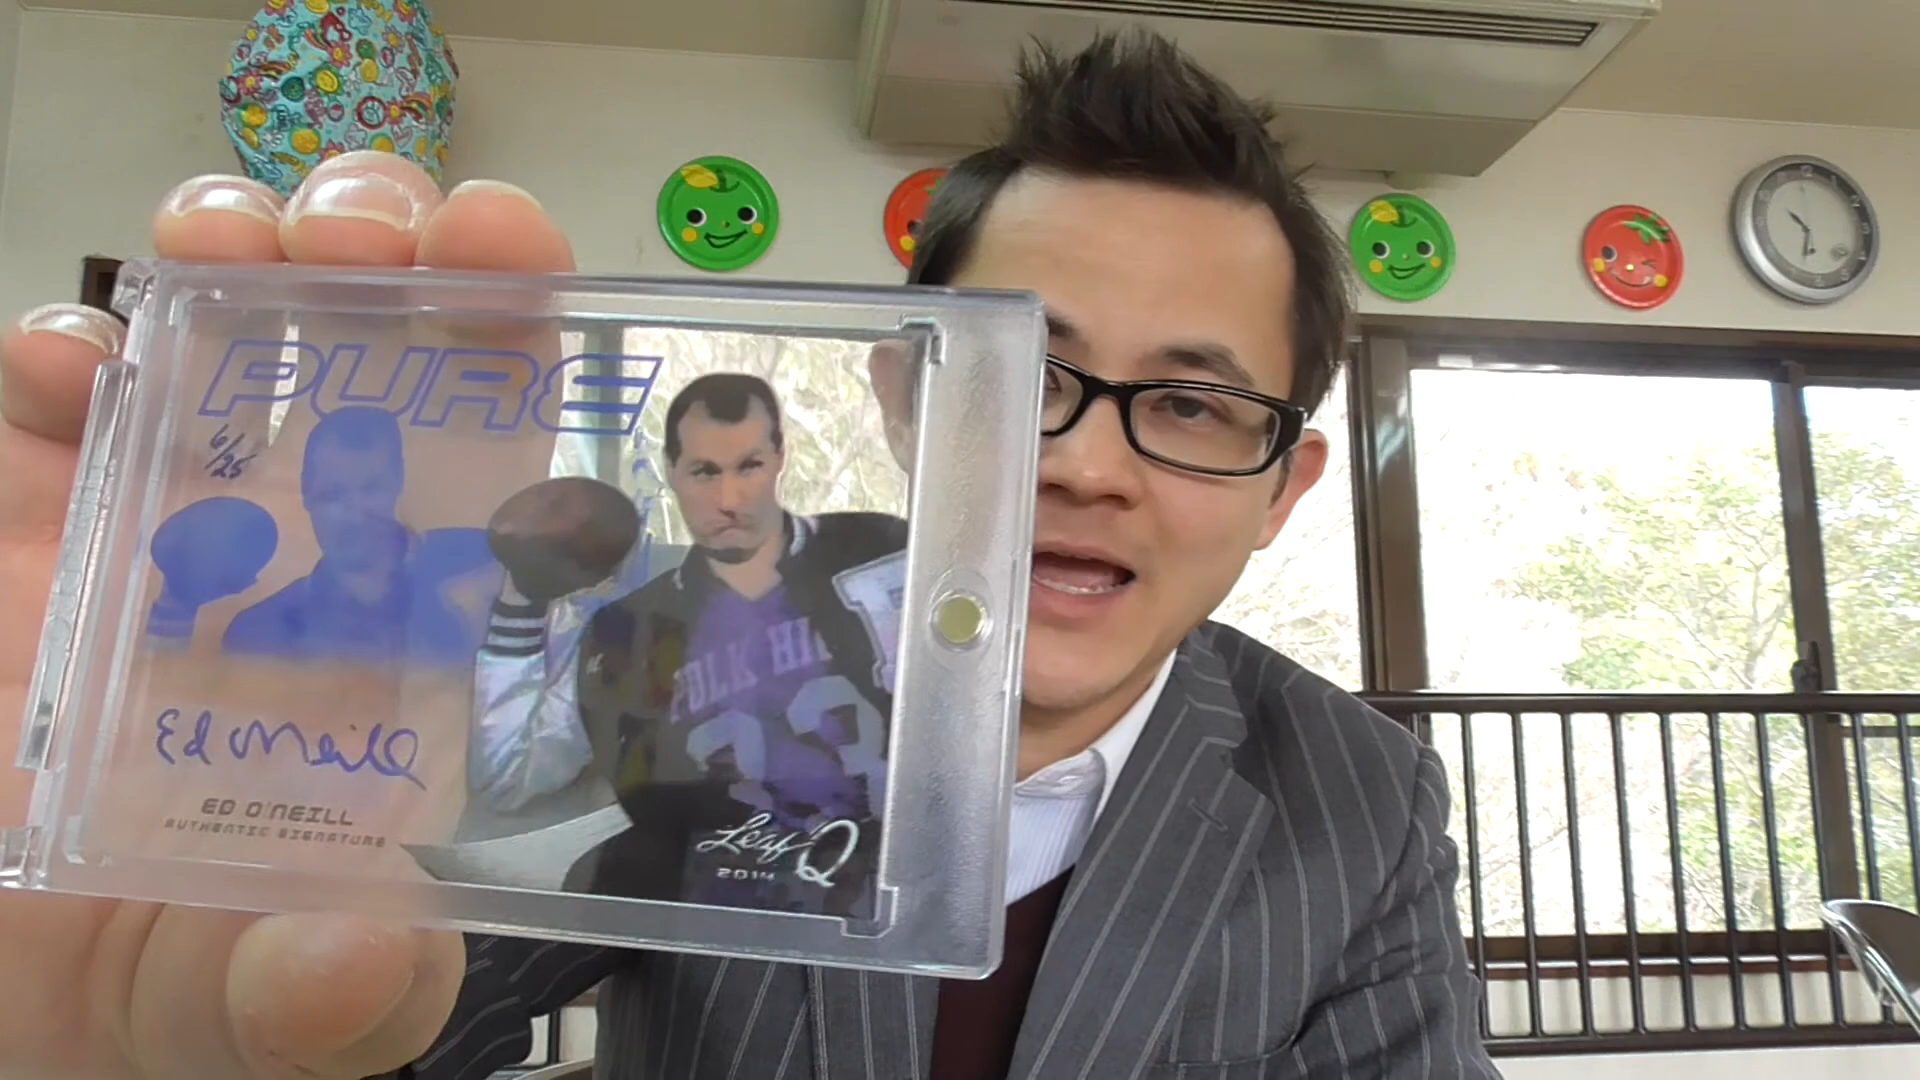 PURE
6/25
POLK HI
33
Ed O'Neill
ED O'NEILL
AUTHENTIC SIGNATURE
Leaf Q
2014